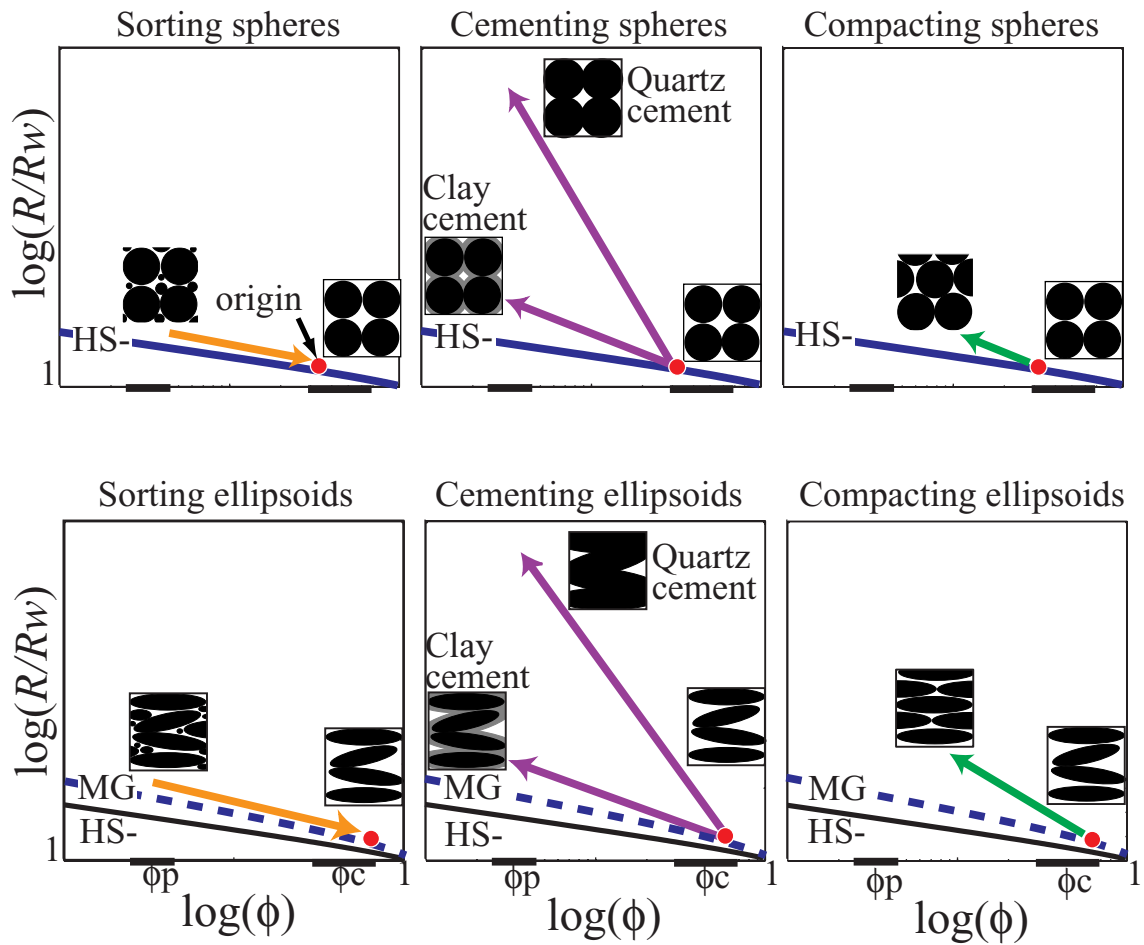 Sorting spheres
Cementing spheres
Compacting spheres
log(R/Rw)
Quartz
cement
Clay
cement
origin
HS-
HS-
HS-
1
Sorting ellipsoids
Cementing ellipsoids
Compacting ellipsoids
log(R/Rw)
Quartz
cement
Clay
cement
MG
MG
MG
HS-
HS-
HS-
1
ϕp
ϕc
1
ϕp
ϕc
1
ϕp
ϕc
1
log(ϕ)
log(ϕ)
log(ϕ)